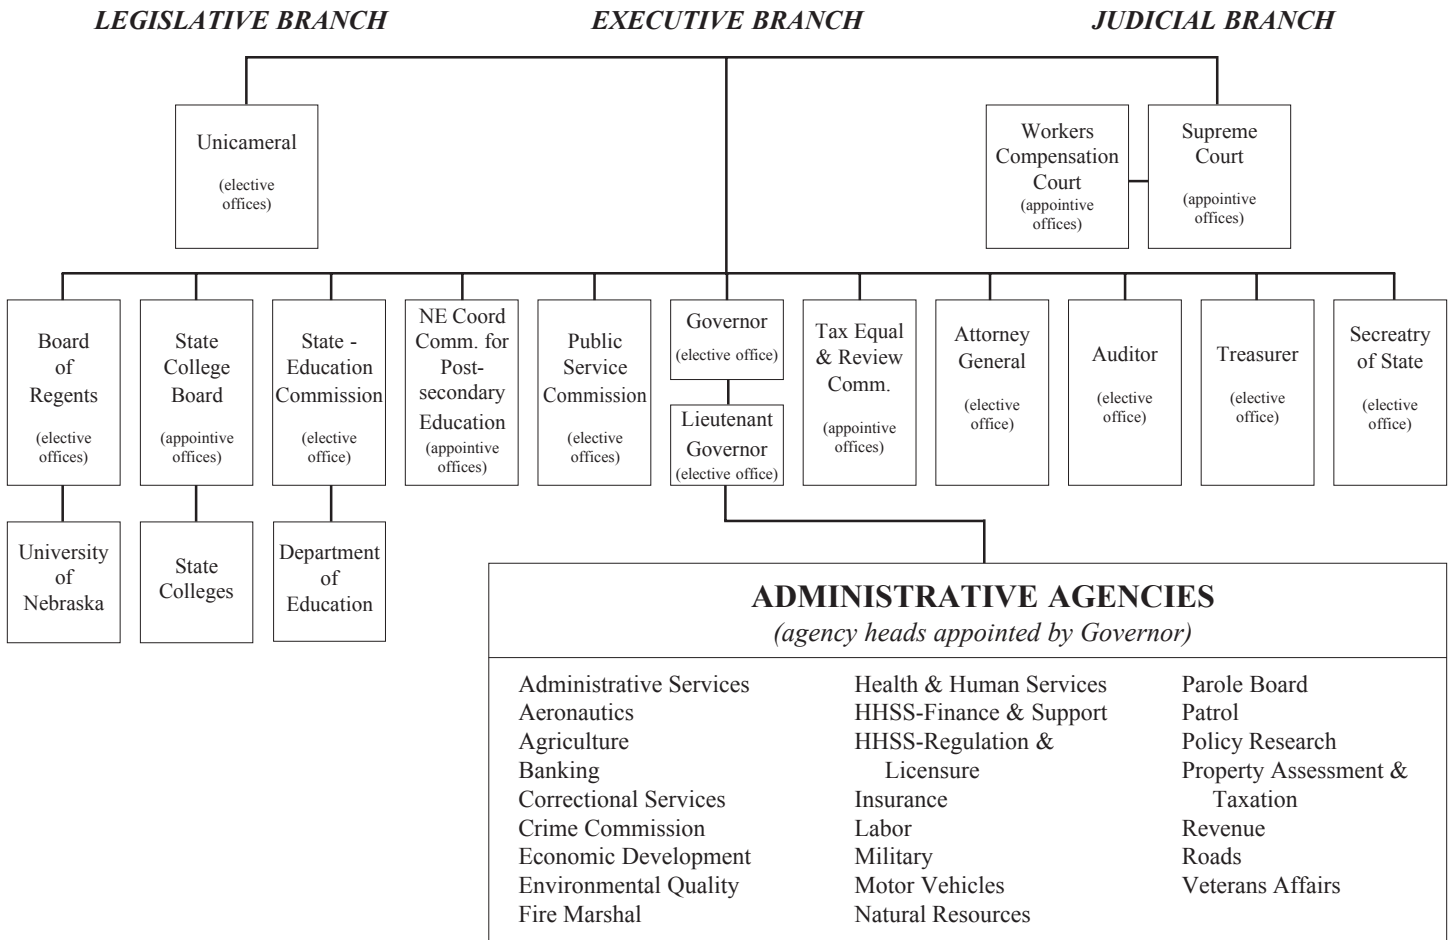 LEGISLATIVE BRANCH
EXECUTIVE BRANCH
JUDICIAL BRANCH
Unicameral
(elective
offices)
Workers
Compensation
Court
(appointive
offices)
Supreme
Court
(appointive
offices)
Board
of
Regents
(elective
offices)
State
College
Board
(appointive
offices)
State -
Education
Commission
(elective
office)
NE Coord
Comm. for
Post-
secondary
Education
(appointive
offices)
Public
Service
Commission
(elective
offices)
Governor
(elective office)
Lieutenant
Governor
(elective office)
Tax Equal
& Review
Comm.
(appointive
offices)
Attorney
General
(elective
office)
Auditor
(elective
office)
Treasurer
(elective
office)
Secreatry
of State
(elective
office)
University
of
Nebraska
State
Colleges
Department
of
Education
ADMINISTRATIVE AGENCIES
(agency heads appointed by Governor)
Administrative Services
Aeronautics
Agriculture
Banking
Correctional Services
Crime Commission
Economic Development
Environmental Quality
Fire Marshal
Health & Human Services
HHSS-Finance & Support
HHSS-Regulation &
Licensure
Insurance
Labor
Military
Motor Vehicles
Natural Resources
Parole Board
Patrol
Policy Research
Property Assessment &
Taxation
Revenue
Roads
Veterans Affairs